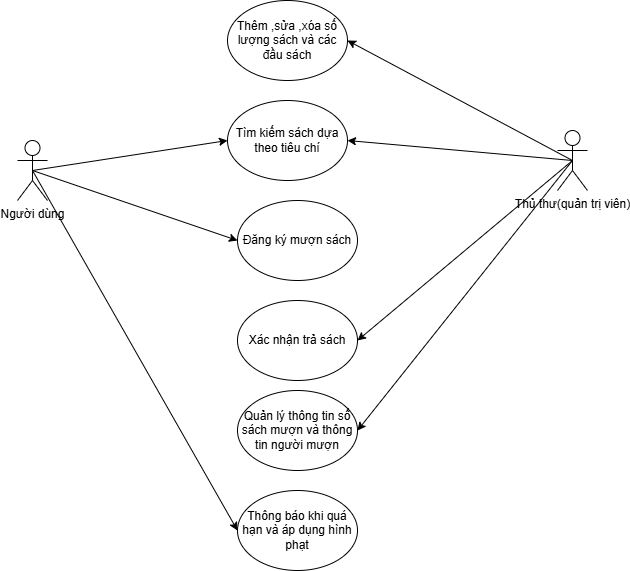 Thêm ,sửa ,xóa số
lượng sách và các
đầu sách
Tìm kiếm sách dựa
theo tiêu chí
Người dùng
Thủ thư(quản trị viên)
Đăng ký mượn sách
Xác nhận trả sách
Quản lý thông tin số
sách mượn và thông
tin người mượn
Thông báo khi quá
hạn và áp dụng hình
phạt